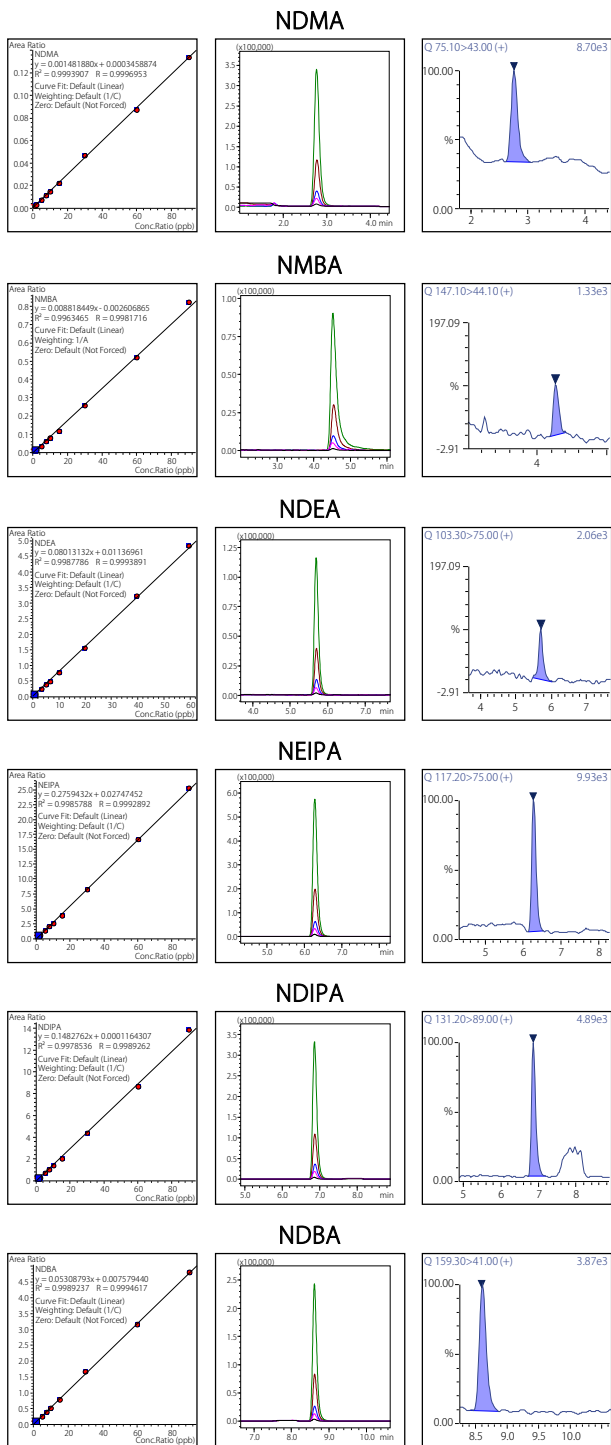 NDMA
Area Ratio
NDMA
y = 0.001481880x + 0.0003458874
R² = 0.9993907 R = 0.9996953
Curve Fit: Default (Linear)
Weighting: Default (1/C)
Zero: Default (Not Forced)
0.12
0.10
0.08
0.06
0.04
0.02
0.00
0 20 40 60 80
Conc.Ratio (ppb)
(x100,000)
3.5
3.0
2.5
2.0
1.5
1.0
0.5
0.0
2.0 3.0 4.0 min
Q 75.10>43.00 (+) 8.70e3
100.00
%
0.00
2 3 4
NMBA
Area Ratio
NMBA
y = 0.008818449x - 0.002606865
R² = 0.9963465 R = 0.9981716
Curve Fit: Default (Linear)
Weighting: 1/A
Zero: Default (Not Forced)
0.8
0.7
0.6
0.5
0.4
0.3
0.2
0.1
0.0
0 20 40 60 80
Conc.Ratio (ppb)
(x100,000)
1.00
0.75
0.50
0.25
0.00
3.0 4.0 5.0 min
Q 147.10>44.10 (+) 1.33e3
197.09
%
-2.91
4
NDEA
Area Ratio
NDEA
y = 0.08013132x + 0.01136961
R² = 0.9987786 R = 0.9993891
Curve Fit: Default (Linear)
Weighting: Default (1/C)
Zero: Default (Not Forced)
5.0
4.5
4.0
3.5
3.0
2.5
2.0
1.5
1.0
0.5
0.0
0 10 20 30 40 50 60
Conc.Ratio (ppb)
(x100,000)
1.25
1.00
0.75
0.50
0.25
0.00
4.0 5.0 6.0 7.0 min
Q 103.30>75.00 (+) 2.06e3
197.09
%
-2.91
4 5 6 7
NEIPA
Area Ratio
NEIPA
y = 0.2759432x + 0.02747452
R² = 0.9985788 R = 0.9992892
Curve Fit: Default (Linear)
Weighting: Default (1/C)
Zero: Default (Not Forced)
25.0
22.5
20.0
17.5
15.0
12.5
10.0
7.5
5.0
2.5
0.0
0 20 40 60 80
Conc.Ratio (ppb)
(x100,000)
6.0
5.0
4.0
3.0
2.0
1.0
0.0
5.0 6.0 7.0 min
Q 117.20>75.00 (+) 9.93e3
100.00
%
0.00
5 6 7 8
NDIPA
Area Ratio
NDIPA
y = 0.1482762x + 0.0001164307
R² = 0.9978536 R = 0.9989262
Curve Fit: Default (Linear)
Weighting: Default (1/C)
Zero: Default (Not Forced)
14
12
10
8
6
4
2
0
0 20 40 60 80
Conc.Ratio (ppb)
(x100,000)
3.5
3.0
2.5
2.0
1.5
1.0
0.5
0.0
5.0 6.0 7.0 8.0 min
Q 131.20>89.00 (+) 4.89e3
100.00
%
0.00
5 6 7 8
NDBA
Area Ratio
NDBA
y = 0.05308793x + 0.007579440
R² = 0.9989237 R = 0.9994617
Curve Fit: Default (Linear)
Weighting: Default (1/C)
Zero: Default (Not Forced)
4.5
4.0
3.5
3.0
2.5
2.0
1.5
1.0
0.5
0.0
0 20 40 60 80
Conc.Ratio (ppb)
(x100,000)
2.5
2.0
1.5
1.0
0.5
0.0
7.0 8.0 9.0 10.0 min
Q 159.30>41.00 (+) 3.87e3
100.00
%
0.00
8.5 9.0 9.5 10.0